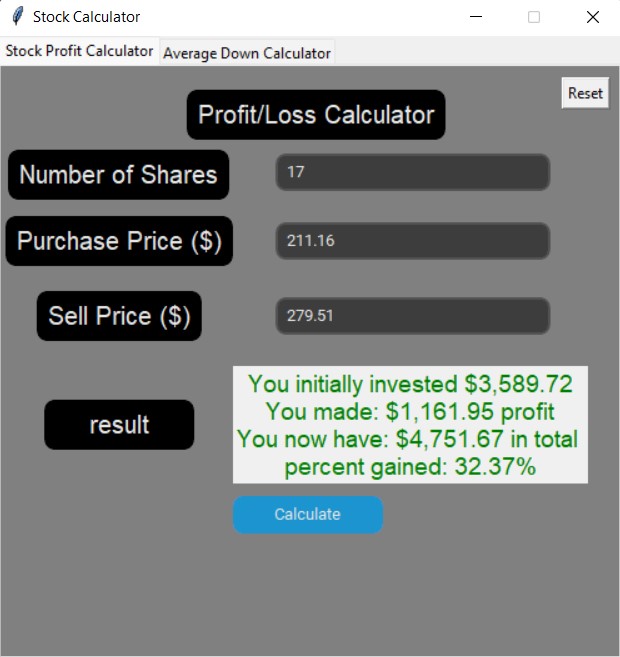 Stock Calculator
Stock Profit Calculator Average Down Calculator
Reset
Profit/Loss Calculator
Number of Shares 17
Purchase Price ($) 211.16
Sell Price ($) 279.51
You initially invested $3,589.72
You made: $1,161.95 profit
result
You now have: $4,751.67 in total
percent gained: 32.37%
Calculate